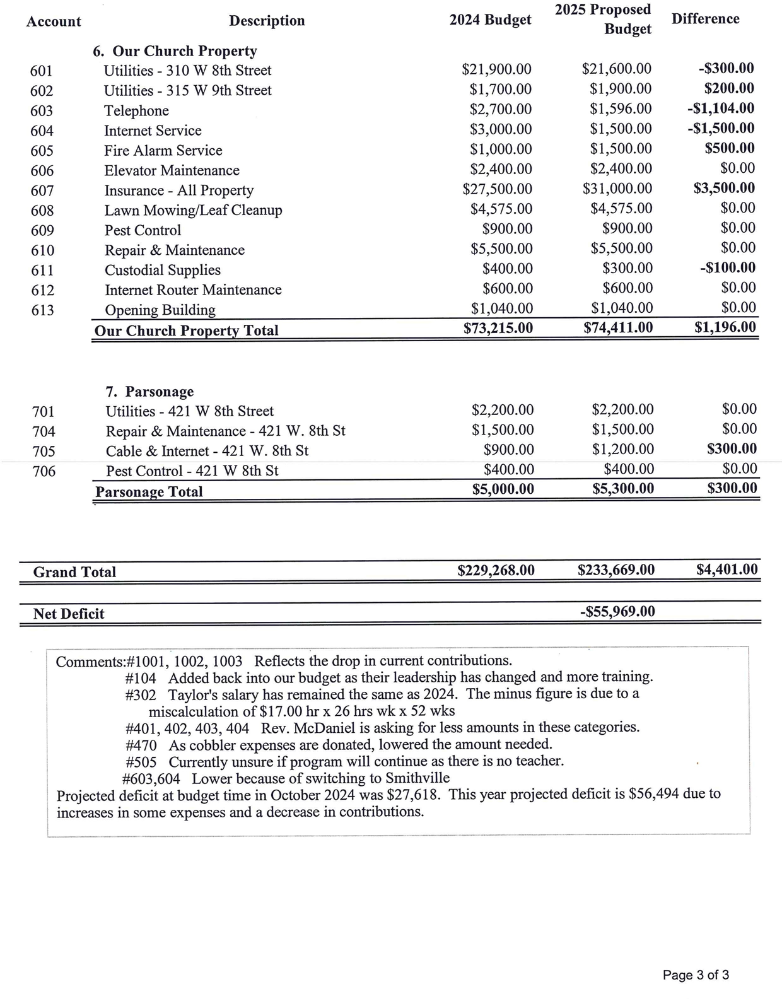 Account Description 2024 Budget 2025 Proposed Budget Difference
6. Our Church Property
601 Utilities - 310 W 8th Street $21,900.00 $21,600.00 -$300.00
602 Utilities - 315 W 9th Street $1,700.00 $1,900.00 $200.00
603 Telephone $2,700.00 $1,596.00 -$1,104.00
604 Internet Service $3,000.00 $1,500.00 -$1,500.00
605 Fire Alarm Service $1,000.00 $1,500.00 $500.00
606 Elevator Maintenance $2,400.00 $2,400.00 $0.00
607 Insurance - All Property $27,500.00 $31,000.00 $3,500.00
608 Lawn Mowing/Leaf Cleanup $4,575.00 $4,575.00 $0.00
609 Pest Control $900.00 $900.00 $0.00
610 Repair & Maintenance $5,500.00 $5,500.00 $0.00
611 Custodial Supplies $400.00 $300.00 -$100.00
612 Internet Router Maintenance $600.00 $600.00 $0.00
613 Opening Building $1,040.00 $1,040.00 $0.00
Our Church Property Total $73,215.00 $74,411.00 $1,196.00
7. Parsonage
701 Utilities - 421 W 8th Street $2,200.00 $2,200.00 $0.00
704 Repair & Maintenance - 421 W. 8th St $1,500.00 $1,500.00 $0.00
705 Cable & Internet - 421 W. 8th St $900.00 $1,200.00 $300.00
706 Pest Control - 421 W 8th St $400.00 $400.00 $0.00
Parsonage Total $5,000.00 $5,300.00 $300.00
Grand Total $229,268.00 $233,669.00 $4,401.00
Net Deficit -$55,969.00
Comments:#1001, 1002, 1003 Reflects the drop in current contributions.
#104 Added back into our budget as their leadership has changed and more training.
#302 Taylor's salary has remained the same as 2024. The minus figure is due to a
miscalculation of $17.00 hr x 26 hrs wk x 52 wks
#401, 402, 403, 404 Rev. McDaniel is asking for less amounts in these categories.
#470 As cobbler expenses are donated, lowered the amount needed.
#505 Currently unsure if program will continue as there is no teacher.
#603,604 Lower because of switching to Smithville
Projected deficit at budget time in October 2024 was $27,618. This year projected deficit is $56,494 due to
increases in some expenses and a decrease in contributions.
Page 3 of 3